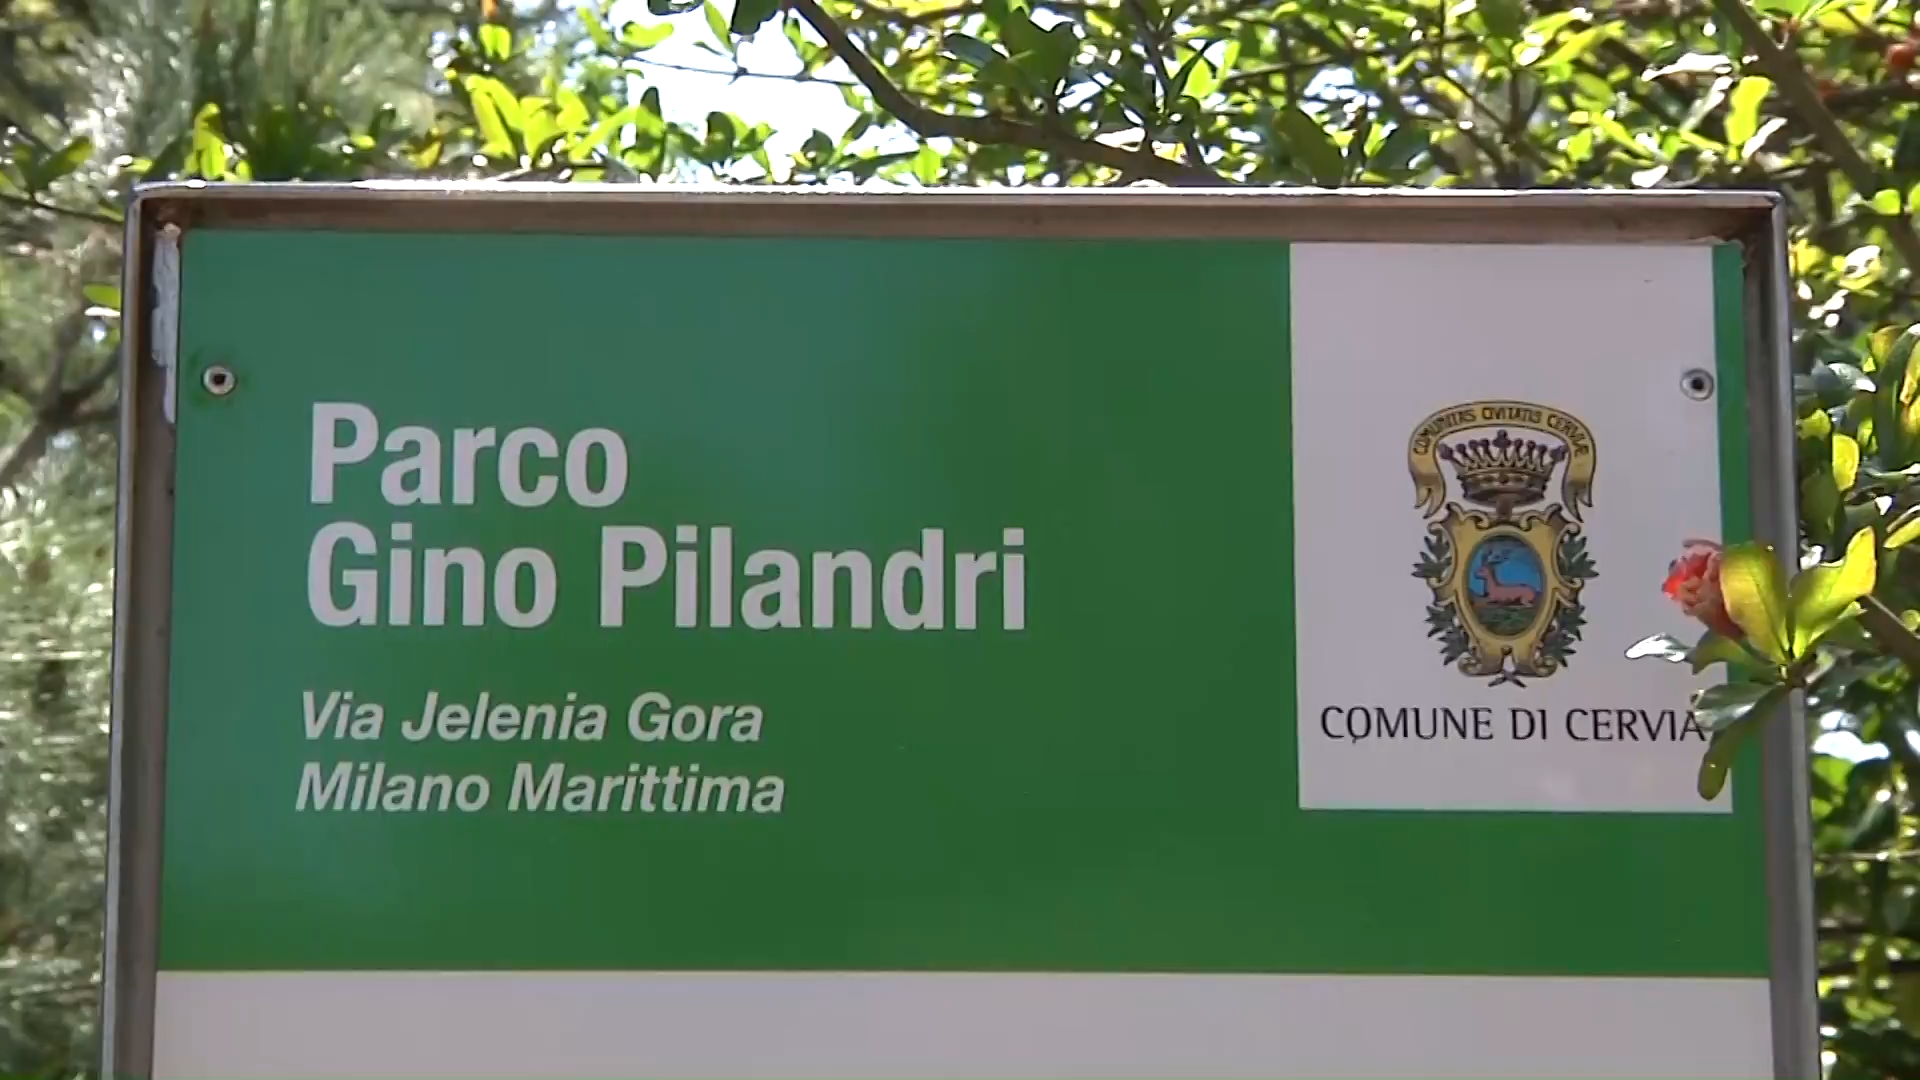 Parco
Gino Pilandri
Via Jelenia Gora
Milano Marittima
COMUNITAS CIVITATIS CERVIAE
COMUNE DI CERVIA